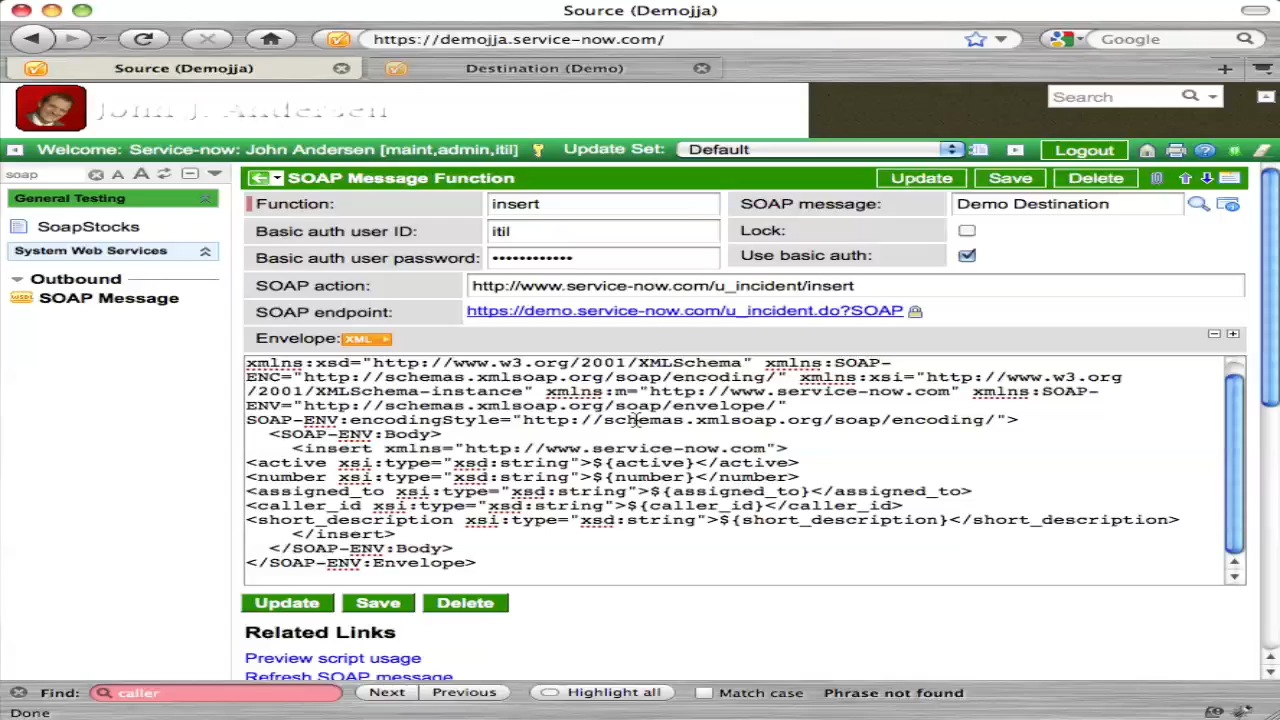 Source (Demojja)
https://demojja.service-now.com/
Google
Source (Demojja)
Destination (Demo)
John J. Andersen
Search
Welcome: Service-now: John Andersen [maint,admin,itil]
Update Set:
Default
Logout
soap
A A
SOAP Message Function
Update
Save
Delete
General Testing
SoapStocks
System Web Services
Outbound
SOAP Message
Function:
insert
SOAP message:
Demo Destination
Basic auth user ID:
itil
Lock:
Basic auth user password:
••••••••••••
Use basic auth:
SOAP action:
http://www.service-now.com/u_incident/insert
SOAP endpoint:
https://demo.service-now.com/u_incident.do?SOAP
Envelope:
XML
xmlns:xsd="http://www.w3.org/2001/XMLSchema" xmlns:SOAP-
ENC="http://schemas.xmlsoap.org/soap/encoding/" xmlns:xsi="http://www.w3.org
/2001/XMLSchema-instance" xmlns:m="http://www.service-now.com" xmlns:SOAP-
ENV="http://schemas.xmlsoap.org/soap/envelope/"
SOAP-ENV:encodingStyle="http://schemas.xmlsoap.org/soap/encoding/">
<SOAP-ENV:Body>
<insert xmlns="http://www.service-now.com">
<active xsi:type="xsd:string">${active}</active>
<number xsi:type="xsd:string">${number}</number>
<assigned_to xsi:type="xsd:string">${assigned_to}</assigned_to>
<caller_id xsi:type="xsd:string">${caller_id}</caller_id>
<short_description xsi:type="xsd:string">${short_description}</short_description>
</insert>
</SOAP-ENV:Body>
</SOAP-ENV:Envelope>
Update
Save
Delete
Related Links
Preview script usage
Refresh SOAP message
Find:
caller
Next
Previous
Highlight all
Match case
Phrase not found
Done